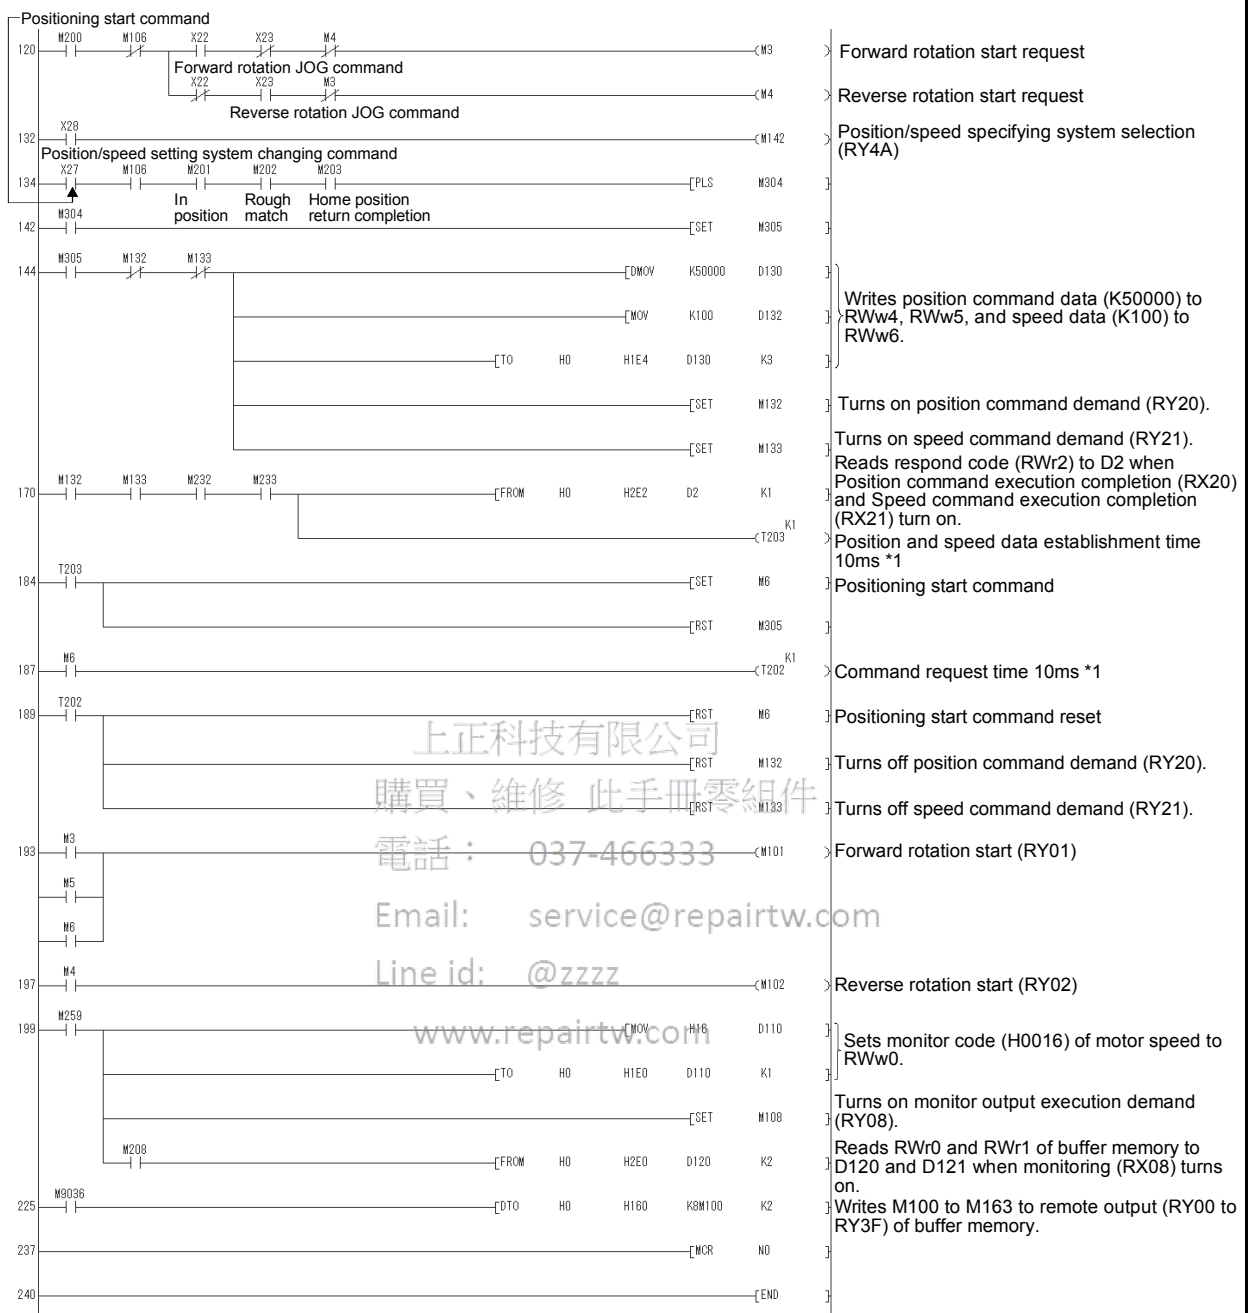 Positioning start command
M200 M106 X22 X23 M4
120 (M3 ) Forward rotation start request
Forward rotation JOG command
X22 X23 M3
(M4 ) Reverse rotation start request
Reverse rotation JOG command
X28
132 (M142 ) Position/speed specifying system selection
(RY4A)
Position/speed setting system changing command
X27 M106 M201 M202 M203
134 [PLS M304 ]
In Rough Home position
position match return completion
M304
142 [SET M305 ]
M305 M132 M133
144 [DMOV K50000 D130 ]
[MOV K100 D132 ]
Writes position command data (K50000) to
RWw4, RWw5, and speed data (K100) to
RWw6.
[TO H0 H1E4 D130 K3 ]
[SET M132 ] Turns on position command demand (RY20).
[SET M133 ] Turns on speed command demand (RY21).
M132 M133 M232 M233
170 [FROM H0 H2E2 D2 K1 ]
Reads respond code (RWr2) to D2 when
Position command execution completion (RX20)
and Speed command execution completion
(RX21) turn on.
K1
(T203 ) Position and speed data establishment time
10ms *1
T203
184 [SET M6 ] Positioning start command
[RST M305 ]
M6 K1
187 (T202 ) Command request time 10ms *1
T202
189 [RST M6 ] Positioning start command reset
上正科技有限公司
[RST M132 ] Turns off position command demand (RY20).
購買、維修 此手冊零組件
[RST M133 ] Turns off speed command demand (RY21).
M3
193 (M101 ) Forward rotation start (RY01)
電話： 037-466333
M5
Email: service@repairtw.com
M6
Line id: @zzzz
M4
197 (M102 ) Reverse rotation start (RY02)
M259
199 [MOV H16 D110 ]
www.repairtw.com
Sets monitor code (H0016) of motor speed to
RWw0.
[TO H0 H1E0 D110 K1 ]
[SET M108 ] Turns on monitor output execution demand
(RY08).
M208
[FROM H0 H2E0 D120 K2 ]
Reads RWr0 and RWr1 of buffer memory to
D120 and D121 when monitoring (RX08) turns
on.
M9036
225 [DTO H0 H160 K8M100 K2 ] Writes M100 to M163 to remote output (RY00 to
RY3F) of buffer memory.
237 [MCR N0 ]
240 [END ]